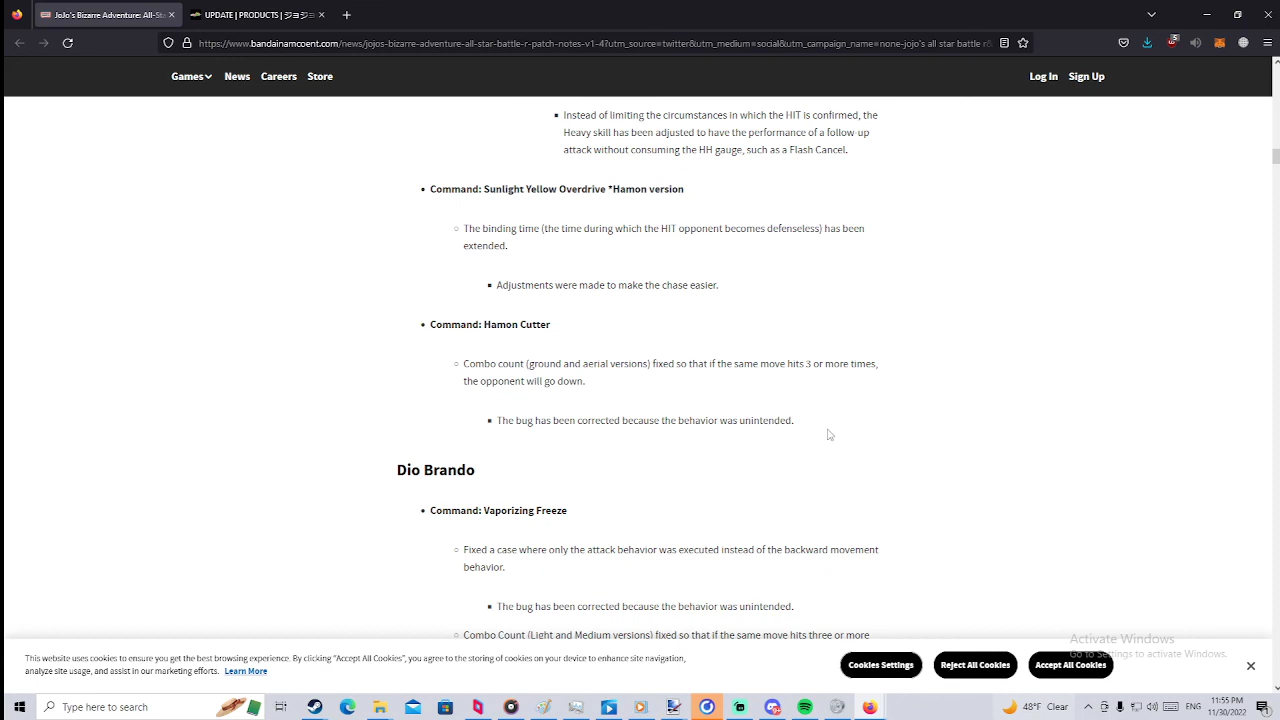 JoJo's Bizarre Adventure: All-Sta
UPDATE | PRODUCTS | ジョジ
https://www.bandainamcoent.com/news/jojos-bizarre-adventure-all-star-battle-r-patch-notes-v1-4?utm_source=twitter&utm_medium=social&utm_campaign_name=none-jojo's all star battle r
Games
News
Careers
Store
Log In
Sign Up
Instead of limiting the circumstances in which the HIT is confirmed, the
Heavy skill has been adjusted to have the performance of a follow-up
attack without consuming the HH gauge, such as a Flash Cancel.
Command: Sunlight Yellow Overdrive *Hamon version
The binding time (the time during which the HIT opponent becomes defenseless) has been
extended.
Adjustments were made to make the chase easier.
Command: Hamon Cutter
Combo count (ground and aerial versions) fixed so that if the same move hits 3 or more times,
the opponent will go down.
The bug has been corrected because the behavior was unintended.
Dio Brando
Command: Vaporizing Freeze
Fixed a case where only the attack behavior was executed instead of the backward movement
behavior.
The bug has been corrected because the behavior was unintended.
Combo Count (Light and Medium versions) fixed so that if the same move hits three or more
Activate Windows
Go to Settings to activate Windows.
This website uses cookies to ensure you get the best browsing experience. By clicking "Accept All Cookies", you agree to the storing of cookies on your device to enhance site navigation,
analyze site usage, and assist in our marketing efforts. Learn More
Cookies Settings
Reject All Cookies
Accept All Cookies
Type here to search
48°F Clear
ENG
11:55 PM
11/30/2022